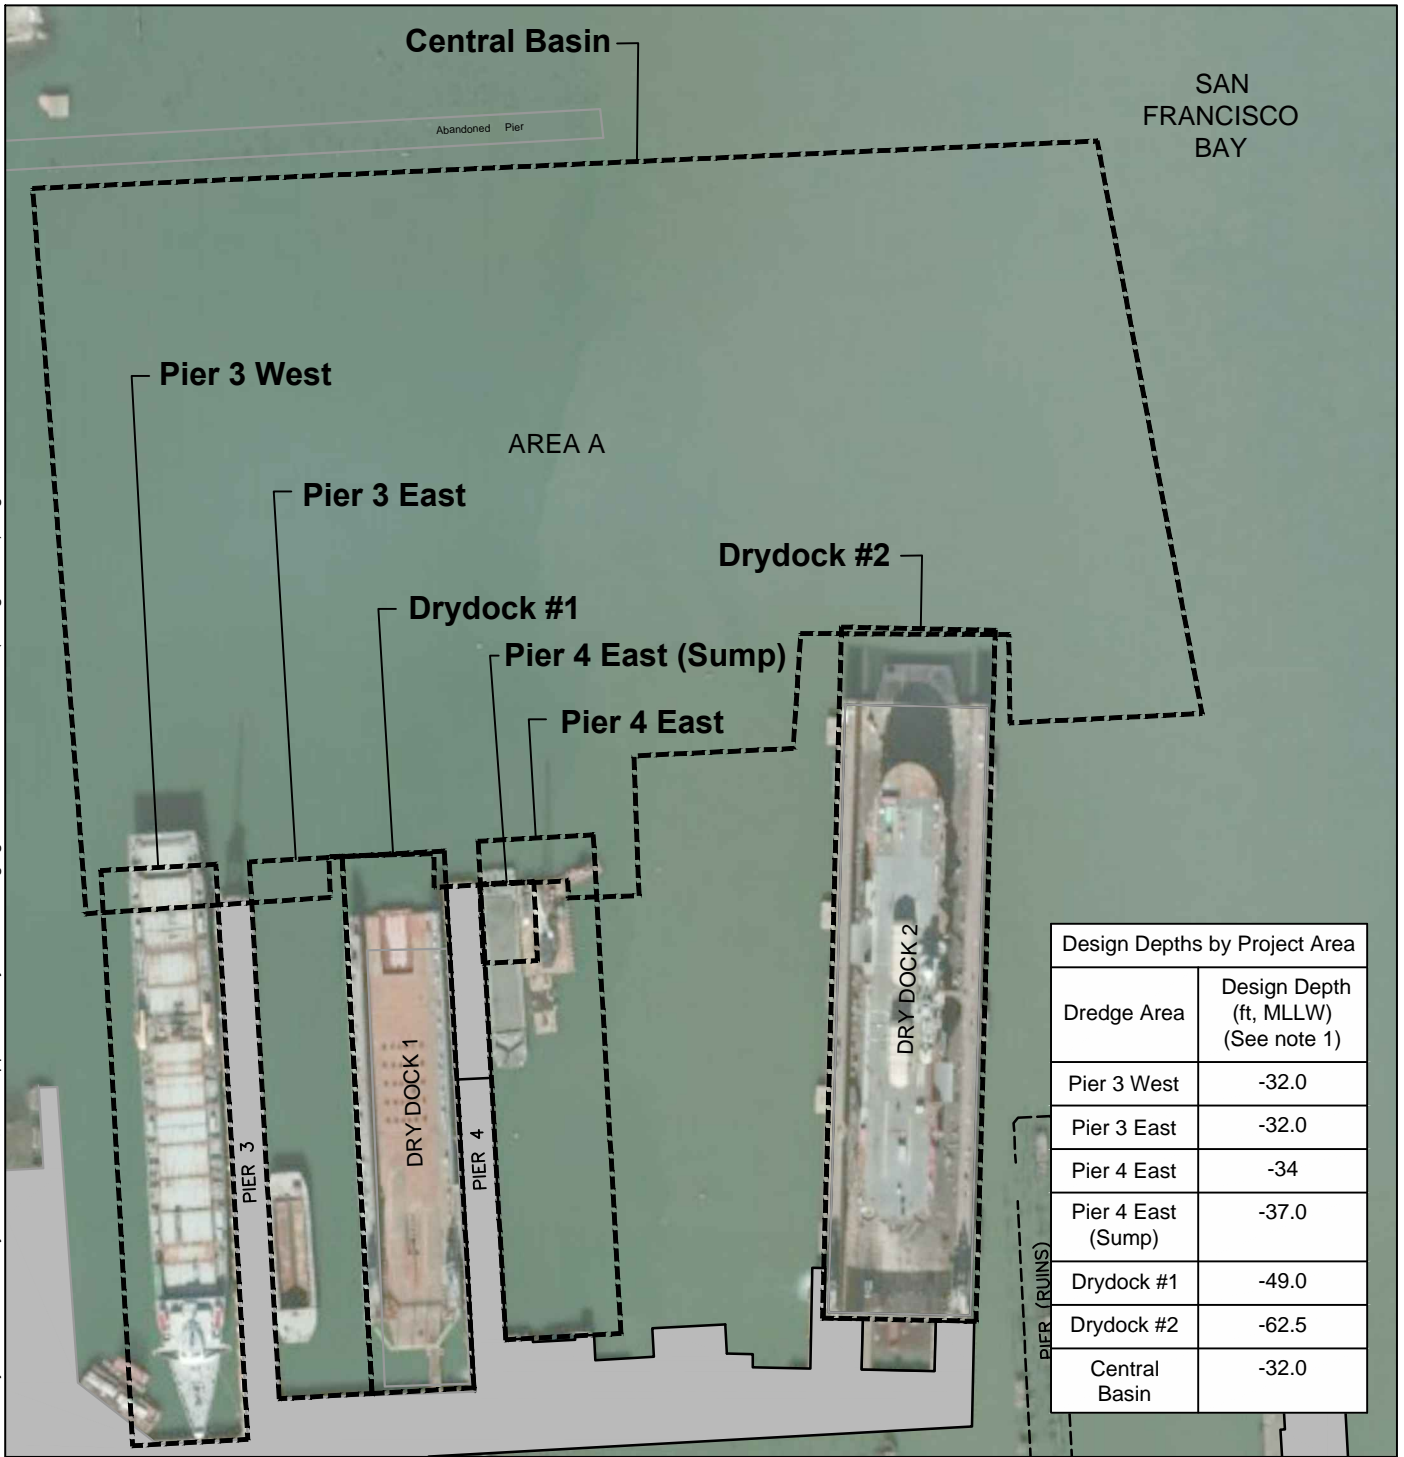 Central Basin
SAN
FRANCISCO
BAY
Abandoned Pier
Pier 3 West
AREA A
Pier 3 East
Drydock #2
Drydock #1
Pier 4 East (Sump)
Pier 4 East
DRY DOCK 2
DRY DOCK 1
PIER 3
PIER 4
PIER (RUINS)
Design Depths by Project Area
Dredge Area
Design Depth
(ft, MLLW)
(See note 1)
Pier 3 West
-32.0
Pier 3 East
-32.0
Pier 4 East
-34
Pier 4 East
(Sump)
-37.0
Drydock #1
-49.0
Drydock #2
-62.5
Central
Basin
-32.0